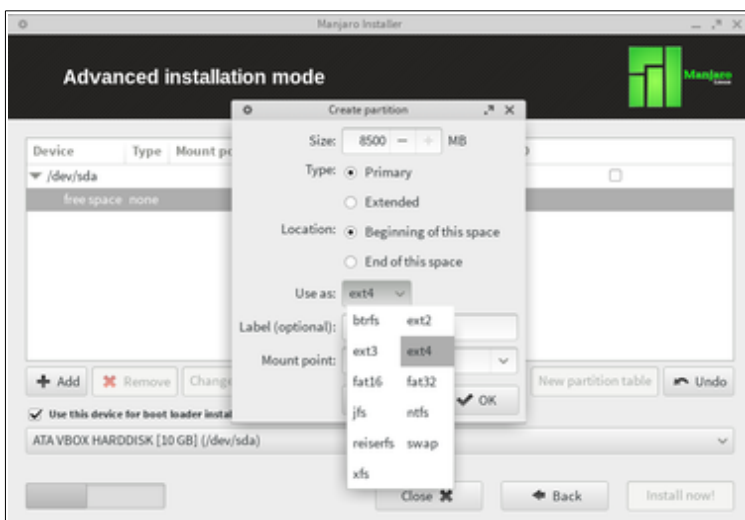 Manjaro Installer
Advanced installation mode
Manjaro
Create partition
Size: 8500 MB
Device Type Mount po
Type: Primary
/dev/sda
Extended
free space none
Location: Beginning of this space
End of this space
Use as: ext4
btrfs ext2
Label (optional):
ext3 ext4
Mount point:
fat16 fat32
Add Remove Change New partition table Undo
OK
jfs ntfs
Use this device for boot loader instal
ATA VBOX HARDDISK [10 GB] (/dev/sda)
reiserfs swap
xfs
Close Back Install now!